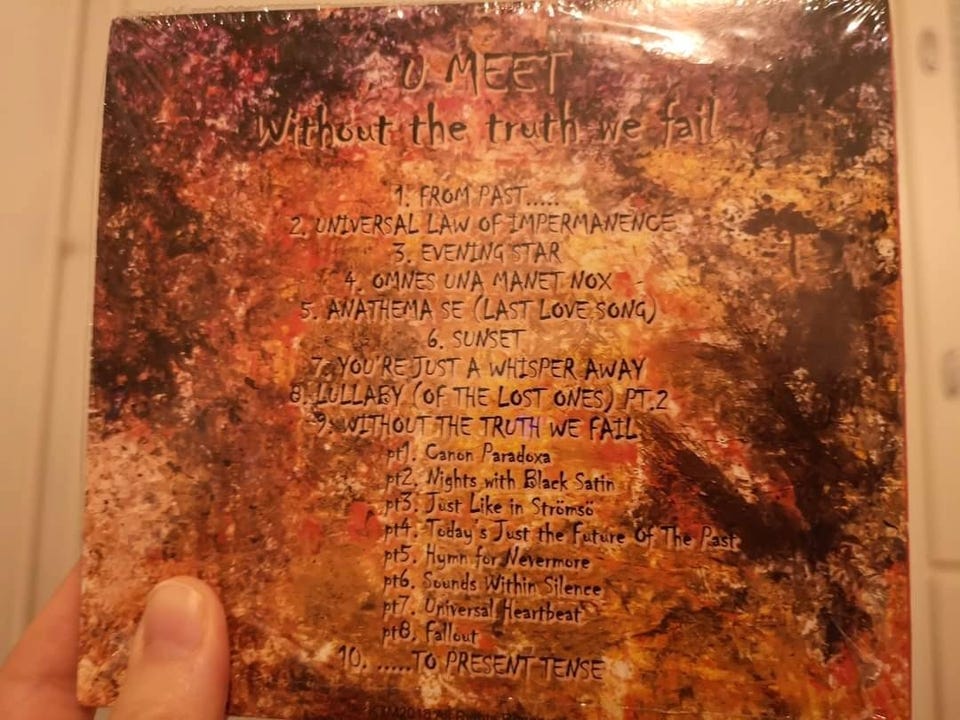 U MEET
Without the truth we fail
1. FROM PAST.....
2. UNIVERSAL LAW OF IMPERMANENCE
3. EVENING STAR
4. OMNES UNA MANET NOX
5. ANATHEMA SE (LAST LOVE SONG)
6. SUNSET
7. YOU'RE JUST A WHISPER AWAY
8. LULLABY (OF THE LOST ONES) PT.2
9. WITHOUT THE TRUTH WE FAIL
pt1. Canon Paradoxa
pt2. Nights with Black Satin
pt3. Just Like in Strömsö
pt4. Today's Just the Future Of The Past
pt5. Hymn for Nevermore
pt6. Sounds Within Silence
pt7. Universal Heartbeat
pt8. Fallout
10. .....TO PRESENT TENSE